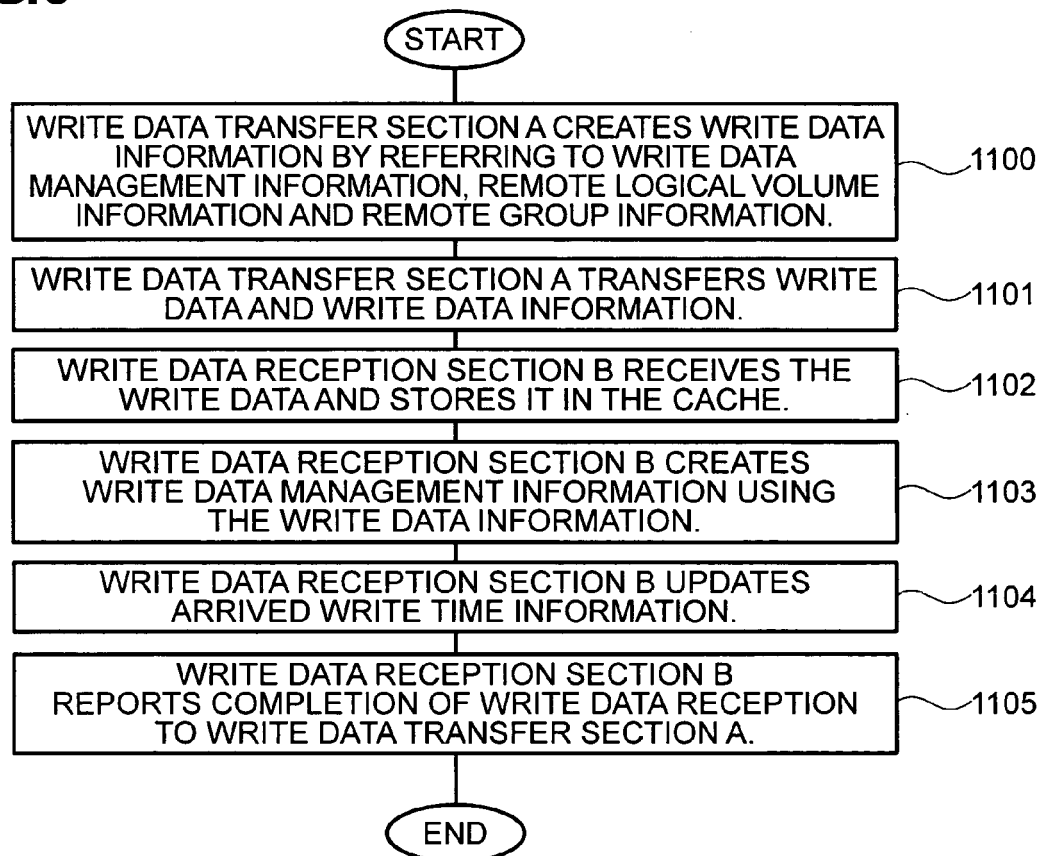 START
WRITE DATA TRANSFER SECTION A CREATES WRITE DATA
INFORMATION BY REFERRING TO WRITE DATA
MANAGEMENT INFORMATION, REMOTE LOGICAL VOLUME
INFORMATION AND REMOTE GROUP INFORMATION.
1100
WRITE DATA TRANSFER SECTION A TRANSFERS WRITE
DATA AND WRITE DATA INFORMATION.
1101
WRITE DATA RECEPTION SECTION B RECEIVES THE
WRITE DATA AND STORES IT IN THE CACHE.
1102
WRITE DATA RECEPTION SECTION B CREATES
WRITE DATA MANAGEMENT INFORMATION USING
THE WRITE DATA INFORMATION.
1103
WRITE DATA RECEPTION SECTION B UPDATES
ARRIVED WRITE TIME INFORMATION.
1104
WRITE DATA RECEPTION SECTION B
REPORTS COMPLETION OF WRITE DATA RECEPTION
TO WRITE DATA TRANSFER SECTION A.
1105
END